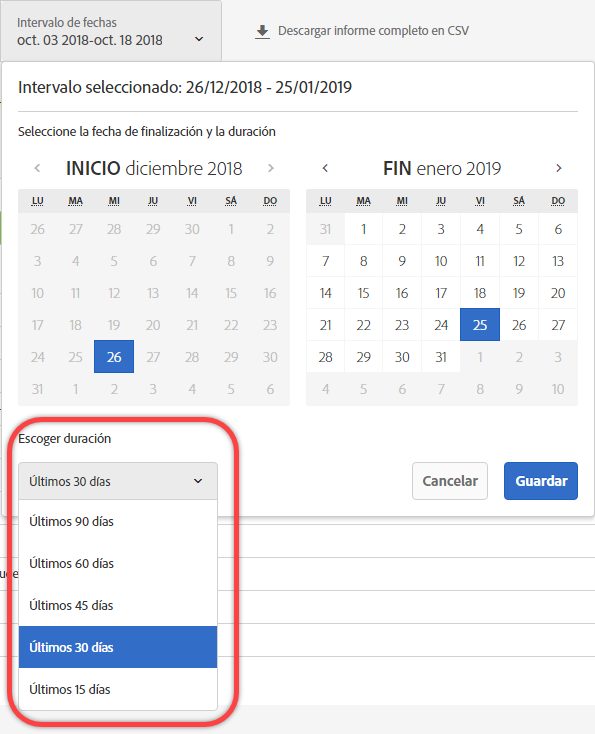 Intervalo de fechas
oct. 03 2018-oct. 18 2018
Descargar informe completo en CSV
Intervalo seleccionado: 26/12/2018 - 25/01/2019
Seleccione la fecha de finalización y la duración
INICIO diciembre 2018
LU MA MI JU VI SÁ DO
26 27 28 29 30 1 2
3 4 5 6 7 8 9
10 11 12 13 14 15 16
17 18 19 20 21 22 23
24 25 26 27 28 29 30
31 1 2 3 4 5 6
FIN enero 2019
LU MA MI JU VI SÁ DO
31 1 2 3 4 5 6
7 8 9 10 11 12 13
14 15 16 17 18 19 20
21 22 23 24 25 26 27
28 29 30 31 1 2 3
4 5 6 7 8 9 10
Escoger duración
Últimos 30 días
Cancelar
Guardar
Últimos 90 días
Últimos 60 días
Últimos 45 días
Últimos 30 días
Últimos 15 días